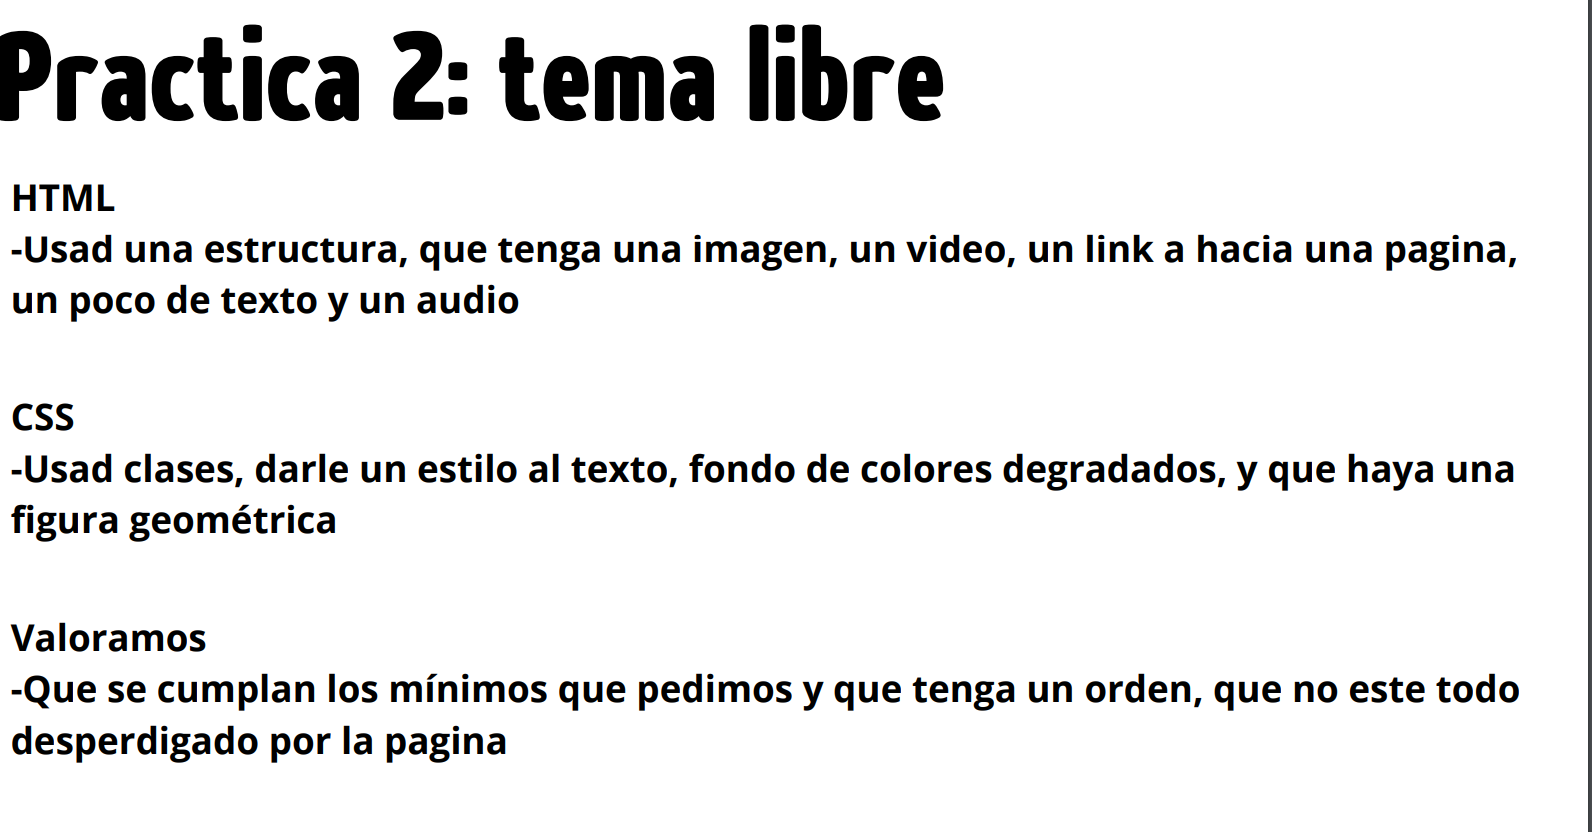 Practica 2: tema libre
HTML
-Usad una estructura, que tenga una imagen, un video, un link a hacia una pagina,
un poco de texto y un audio
CSS
-Usad clases, darle un estilo al texto, fondo de colores degradados, y que haya una
figura geométrica
Valoramos
-Que se cumplan los mínimos que pedimos y que tenga un orden, que no este todo
desperdigado por la pagina